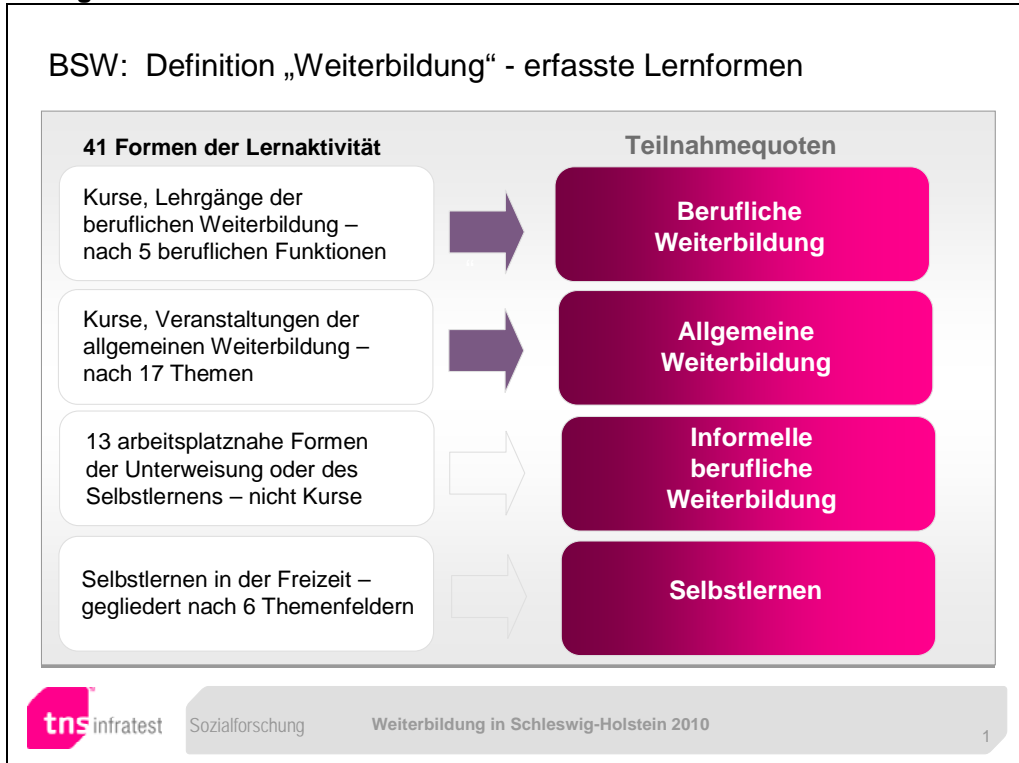 BSW: Definition „Weiterbildung“ - erfasste Lernformen
41 Formen der Lernaktivität
Teilnahmequoten
Kurse, Lehrgänge der
beruflichen Weiterbildung –
nach 5 beruflichen Funktionen
“
Berufliche
Weiterbildung
Kurse, Veranstaltungen der
allgemeinen Weiterbildung –
nach 17 Themen
Allgemeine
Weiterbildung
13 arbeitsplatznahe Formen
der Unterweisung oder des
Selbstlernens – nicht Kurse
Informelle
berufliche
Weiterbildung
Selbstlernen in der Freizeit –
gegliedert nach 6 Themenfeldern
Selbstlernen
tns infratest
Sozialforschung
Weiterbildung in Schleswig-Holstein 2010
1